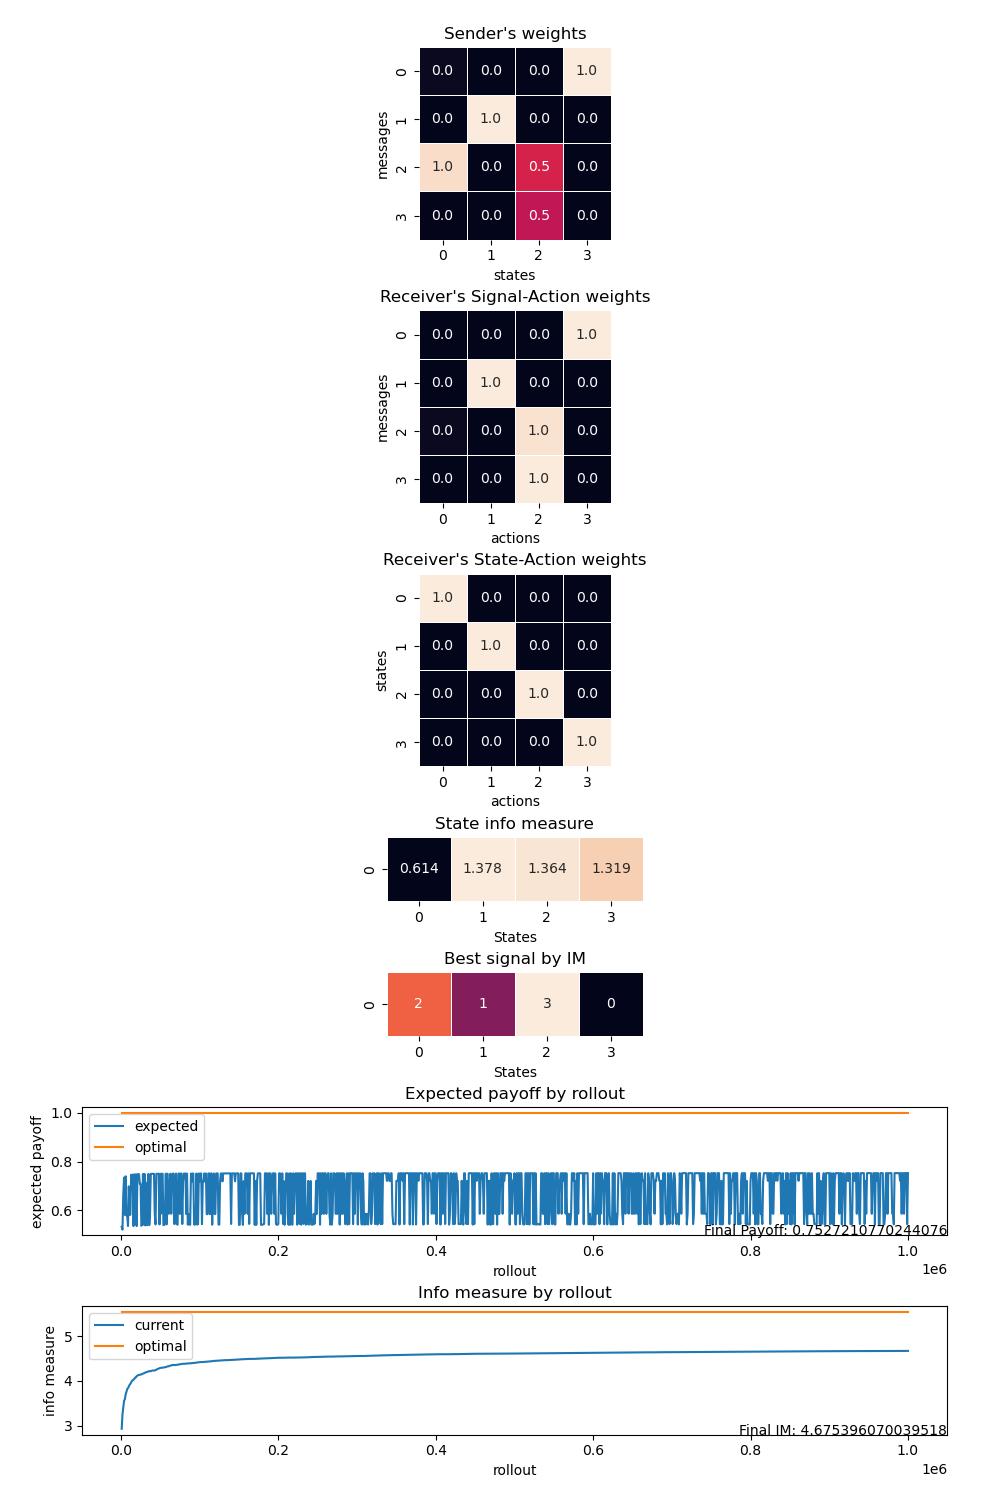 Sender's weights
0 0.0 0.0 0.0 1.0
1 0.0 1.0 0.0 0.0
2 1.0 0.0 0.5 0.0
3 0.0 0.0 0.5 0.0
messages
0 1 2 3
states
Receiver's Signal-Action weights
0 0.0 0.0 0.0 1.0
1 0.0 1.0 0.0 0.0
2 0.0 0.0 1.0 0.0
3 0.0 0.0 1.0 0.0
messages
0 1 2 3
actions
Receiver's State-Action weights
0 1.0 0.0 0.0 0.0
1 0.0 1.0 0.0 0.0
2 0.0 0.0 1.0 0.0
3 0.0 0.0 0.0 1.0
states
0 1 2 3
actions
State info measure
0 0.614 1.378 1.364 1.319
0 1 2 3
States
Best signal by IM
0 2 1 3 0
0 1 2 3
States
Expected payoff by rollout
expected payoff
1.0
0.8
0.6
expected
optimal
Final Payoff: 0.7527210770244076
0.0 0.2 0.4 0.6 0.8 1.0
1e6
rollout
Info measure by rollout
info measure
5
4
3
current
optimal
Final IM: 4.675396070039518
0.0 0.2 0.4 0.6 0.8 1.0
1e6
rollout